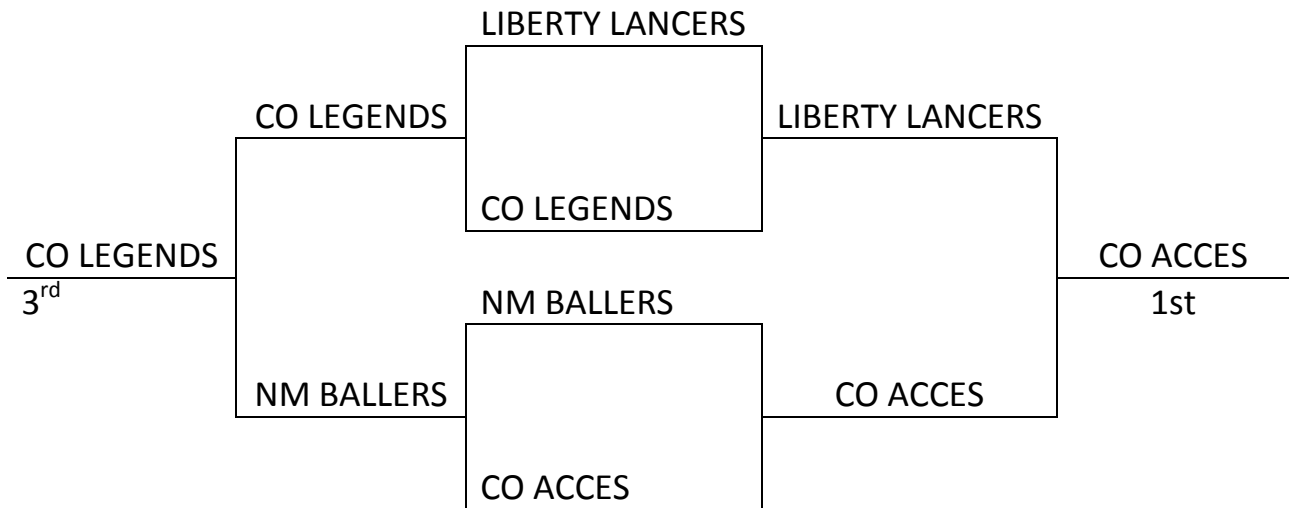 LIBERTY LANCERS
CO LEGENDS
LIBERTY LANCERS
CO LEGENDS
CO LEGENDS
CO ACCES
3rd
NM BALLERS
1st
NM BALLERS
CO ACCES
CO ACCES